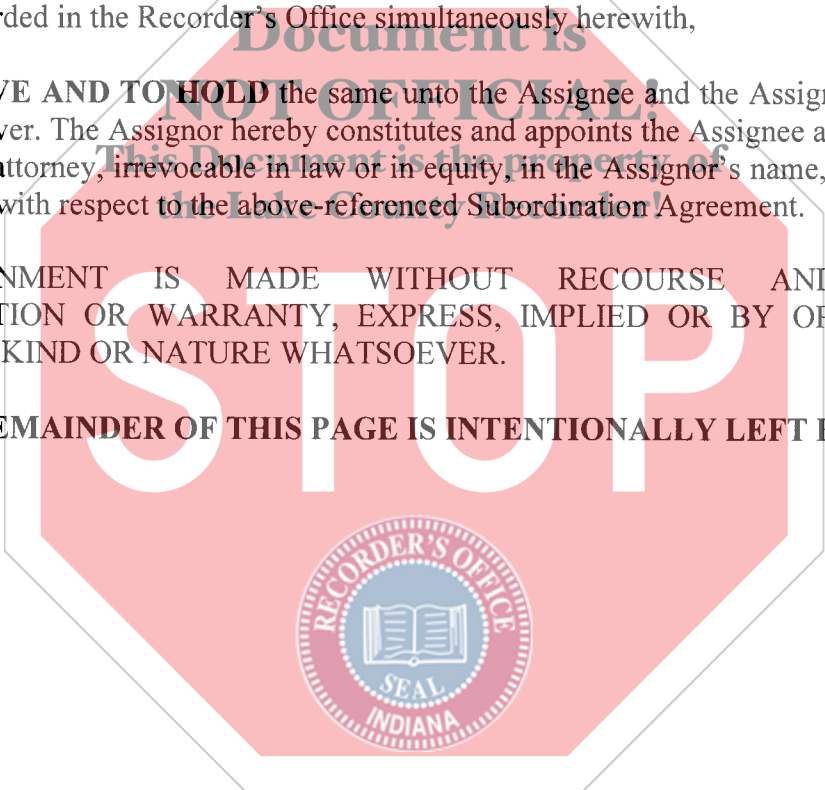 rded in the Recorder's Office simultaneously herewith,
Document is
NOT OFFICIAL!
VE AND TO HOLD the same unto the Assignee and the Assign
ver. The Assignor hereby constitutes and appoints the Assignee a
This Document is the property of
attorney, irrevocable in law or in equity, in the Assignor's name,
the Lake County Recorder!
with respect to the above-referenced Subordination Agreement.
NMENT IS MADE WITHOUT RECOURSE AND
TION OR WARRANTY, EXPRESS, IMPLIED OR BY OP
KIND OR NATURE WHATSOEVER.
EMAINDER OF THIS PAGE IS INTENTIONALLY LEFT B
STOP
RECORDER'S OFFICE
SEAL
INDIANA